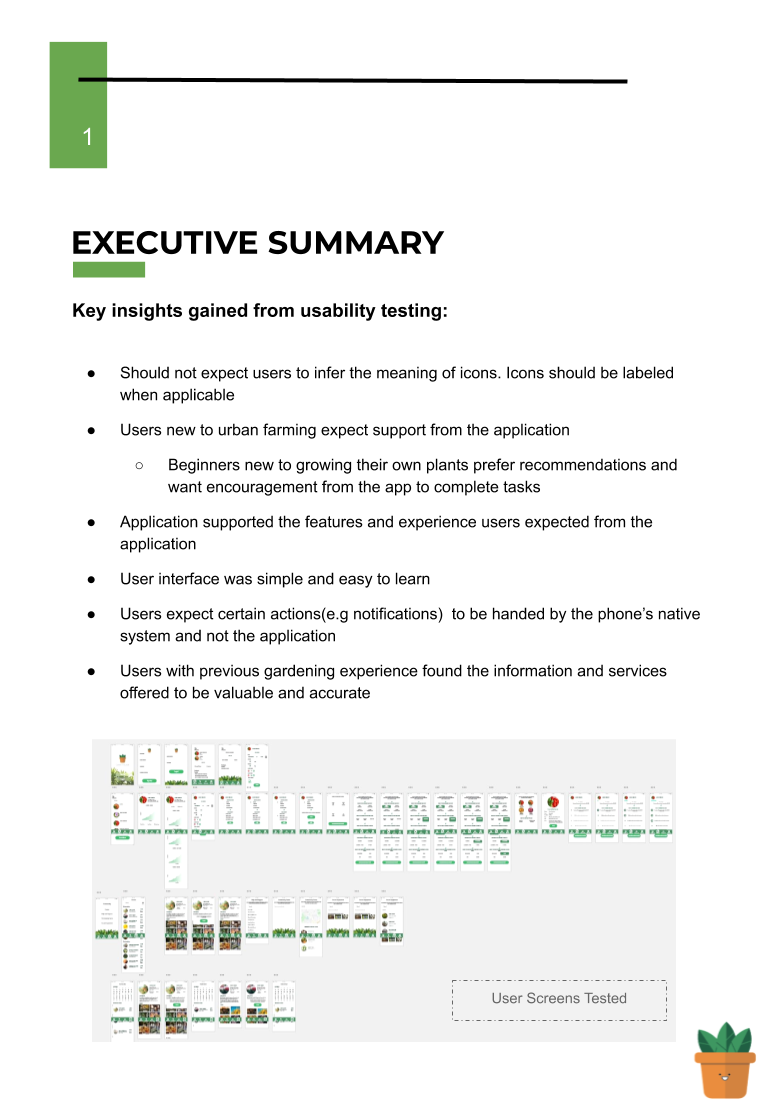 1
EXECUTIVE SUMMARY
Key insights gained from usability testing:
● Should not expect users to infer the meaning of icons. Icons should be labeled
when applicable
● Users new to urban farming expect support from the application
○ Beginners new to growing their own plants prefer recommendations and
want encouragement from the app to complete tasks
● Application supported the features and experience users expected from the
application
● User interface was simple and easy to learn
● Users expect certain actions(e.g notifications)  to be handed by the phone’s native
system and not the application
● Users with previous gardening experience found the information and services
offered to be valuable and accurate
User Screens Tested